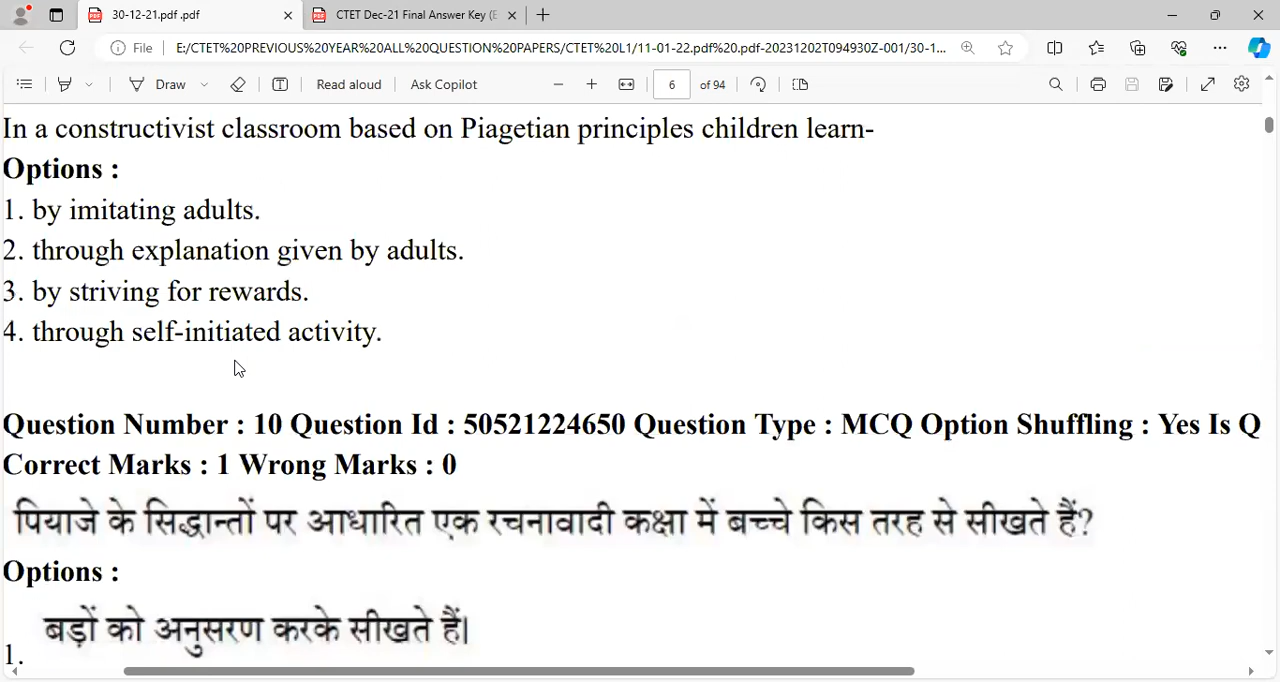 30-12-21.pdf .pdf
CTET Dec-21 Final Answer Key (E
File
E:/CTET%20PREVIOUS%20YEAR%20ALL%20QUESTION%20PAPERS/CTET%20L1/11-01-22.pdf%20.pdf-20231202T094930Z-001/30-1...
Draw
Read aloud
Ask Copilot
6 of 94
In a constructivist classroom based on Piagetian principles children learn-
Options :
1. by imitating adults.
2. through explanation given by adults.
3. by striving for rewards.
4. through self-initiated activity.
Question Number : 10 Question Id : 50521224650 Question Type : MCQ Option Shuffling : Yes Is Q
Correct Marks : 1 Wrong Marks : 0
पियाजे के सिद्धान्तों पर आधारित एक रचनावादी कक्षा में बच्चे किस तरह से सीखते हैं?
Options :
बड़ों को अनुसरण करके सीखते हैं।
1.